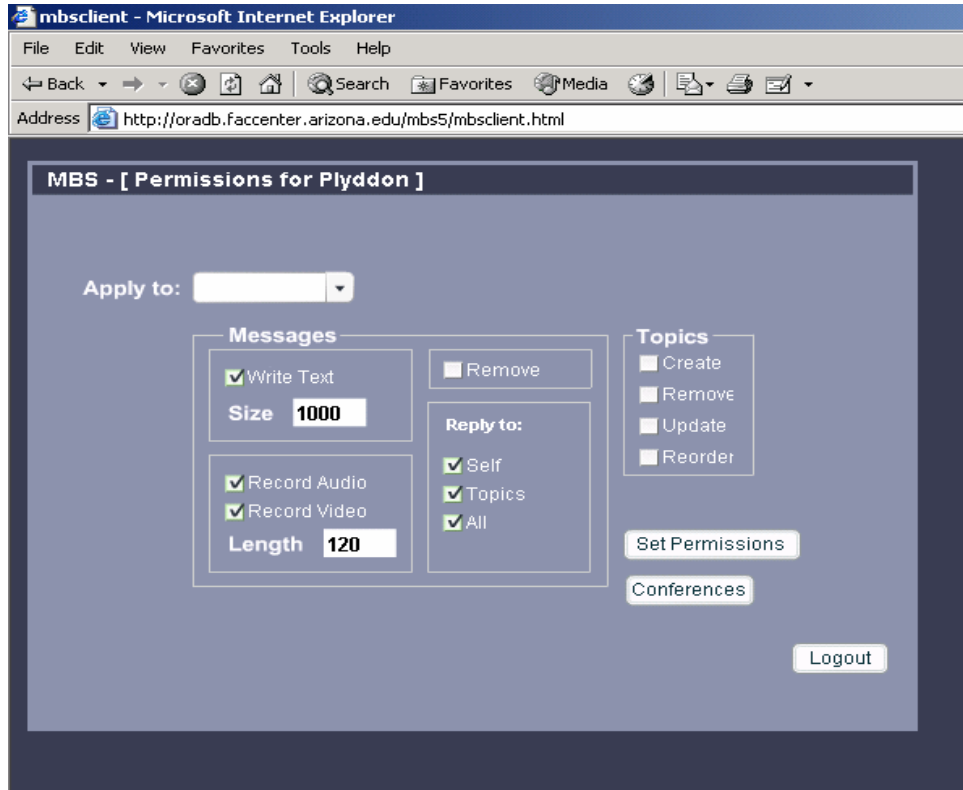 mbsclient - Microsoft Internet Explorer
File Edit View Favorites Tools Help
Back Search Favorites Media
Address http://oradb.faccenter.arizona.edu/mbs5/mbsclient.html
MBS - [ Permissions for Plyddon ]
Apply to:
Messages
Write Text
Size 1000
Record Audio
Record Video
Length 120
Remove
Reply to:
Self
Topics
All
Topics
Create
Remove
Update
Reorder
Set Permissions
Conferences
Logout